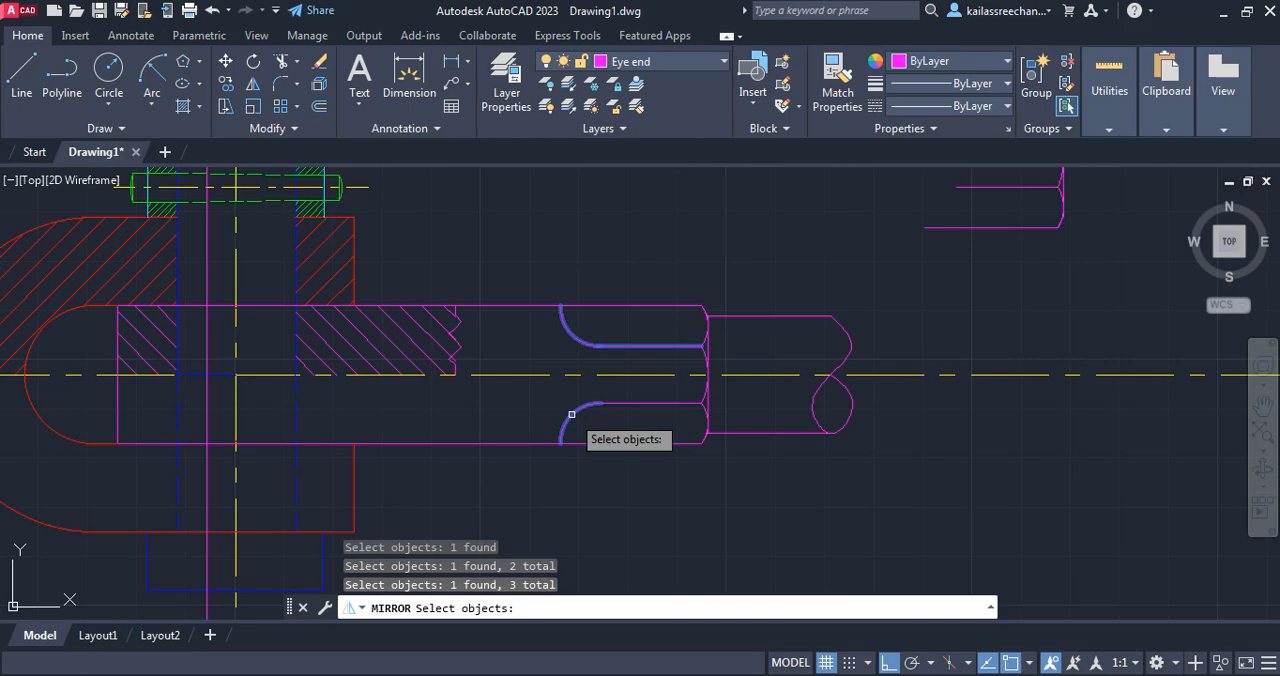 CAD
Share
Autodesk AutoCAD 2023 Drawing1.dwg
Type a keyword or phrase
kailassreechan...
Home Insert Annotate Parametric View Manage Output Add-ins Collaborate Express Tools Featured Apps
Line Polyline Circle Arc
Text Dimension
Layer Properties
Eye end
Insert
Match Properties
ByLayer
ByLayer
ByLayer
Group
Utilities
Clipboard
View
Draw Modify Annotation Layers Block Properties Groups
Start Drawing1*
[−][Top][2D Wireframe]
N
W TOP E
S
WCS
Select objects:
Y
X
Select objects: 1 found
Select objects: 1 found, 2 total
Select objects: 1 found, 3 total
MIRROR Select objects:
Model Layout1 Layout2
MODEL 1:1